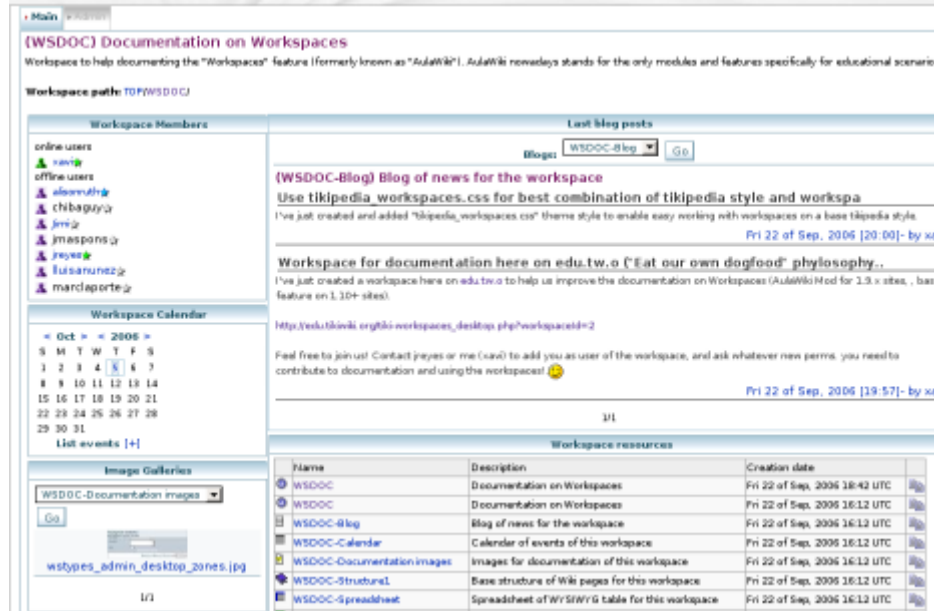 Main Admin
(WSDOC) Documentation on Workspaces
Workspace to help documenting the "Workspaces" feature (formerly known as "AulaWiki"). AulaWiki nowadays stands for the only modules and features specifically for educational scenario
Workspace path: TOP/WSDOC/
Workspace Members
online users
xavi
offline users
alisonruth
chibaguy
jimi
jmaspons
jreyes
lluisanunez
marclaporte
Workspace Calendar
« Oct » « 2006 »
S M T W T F S
1 2 3 4 5 6 7
8 9 10 11 12 13 14
15 16 17 18 19 20 21
22 23 24 25 26 27 28
29 30 31
List events [+]
Image Galleries
WSDOC-Documentation images
Go
wstypes_admin_desktop_zones.jpg
1/1
Last blog posts
Blogs: WSDOC-Blog Go
(WSDOC-Blog) Blog of news for the workspace
Use tikipedia_workspaces.css for best combination of tikipedia style and workspa
I've just created and added "tikipedia_workspaces.css" theme style to enable easy working with workspaces on a base tikipedia style.
Fri 22 of Sep, 2006 [20:00]- by xa
Workspace for documentation here on edu.tw.o ("Eat our own dogfood" phylosophy..
I've just created a workspace here on edu.tw.o to help us improve the documentation on Workspaces (AulaWiki Mod for 1.9.x sites, , bas
feature on 1.10+ sites).
http://edu.tikiwiki.org/tiki-workspaces_desktop.php?workspaceId=2
Feel free to join us! Contact jreyes or me (xavi) to add you as user of the workspace, and ask whatever new perms. you need to
contribute to documentation and using the workspaces!
Fri 22 of Sep, 2006 [19:57]- by xa
1/1
Workspace resources
Name Description Creation date
WSDOC Documentation on Workspaces Fri 22 of Sep, 2006 18:42 UTC
WSDOC Documentation on Workspaces Fri 22 of Sep, 2006 16:12 UTC
WSDOC-Blog Blog of news for the workspace Fri 22 of Sep, 2006 16:12 UTC
WSDOC-Calendar Calendar of events of this workspace Fri 22 of Sep, 2006 16:12 UTC
WSDOC-Documentation images Images for documentation of this workspace Fri 22 of Sep, 2006 16:12 UTC
WSDOC-Structure1 Base structure of Wiki pages for this workspace Fri 22 of Sep, 2006 16:12 UTC
WSDOC-Spreadsheet Spreadsheet of WYSIWYG table for this workspace Fri 22 of Sep, 2006 16:12 UTC